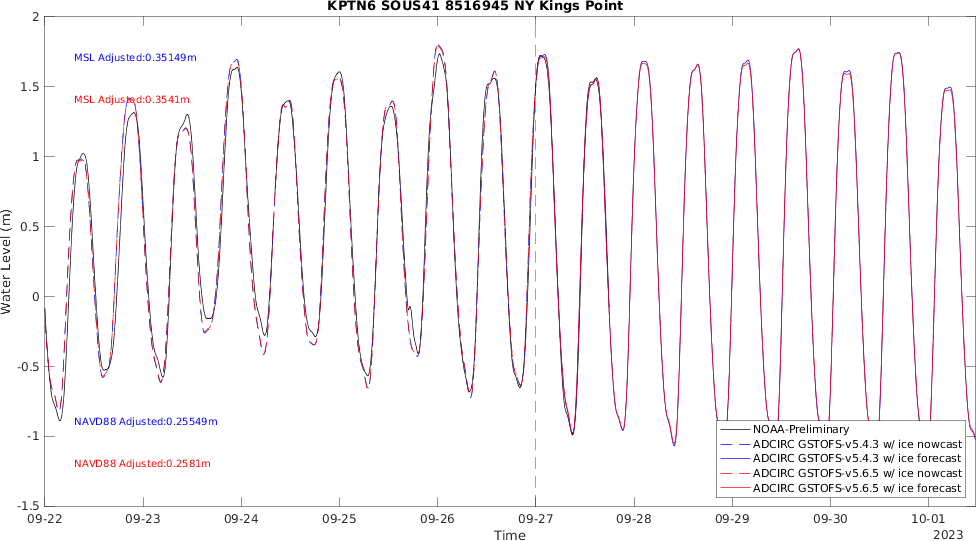 KPTN6 SOUS41 8516945 NY Kings Point
2
1.5
1
0.5
0
-0.5
-1
-1.5
Water Level (m)
MSL Adjusted:0.35149m
MSL Adjusted:0.3541m
NAVD88 Adjusted:0.25549m
NAVD88 Adjusted:0.2581m
NOAA-Preliminary
ADCIRC GSTOFS-v5.4.3 w/ ice nowcast
ADCIRC GSTOFS-v5.4.3 w/ ice forecast
ADCIRC GSTOFS-v5.6.5 w/ ice nowcast
ADCIRC GSTOFS-v5.6.5 w/ ice forecast
09-22 09-23 09-24 09-25 09-26 09-27 09-28 09-29 09-30 10-01
Time
2023